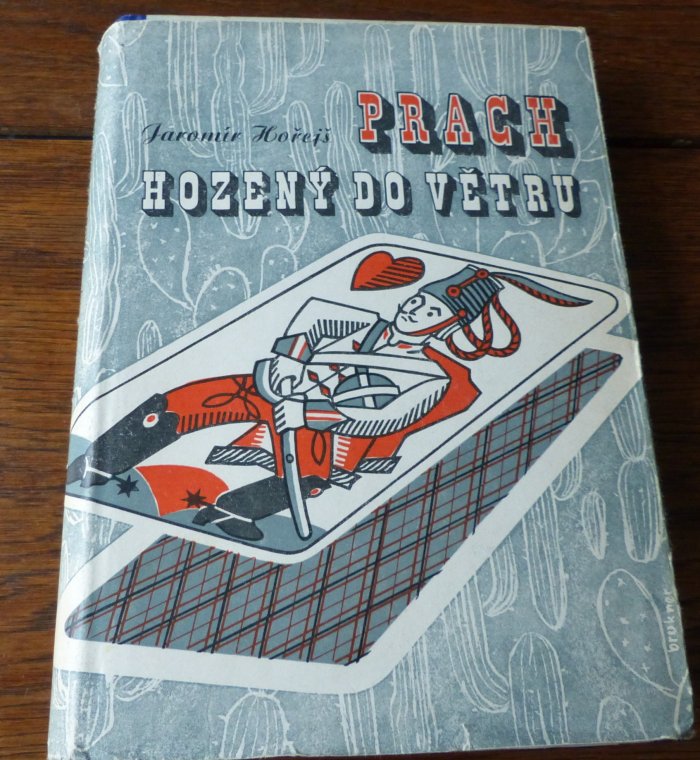 Jaromír Hořejš
PRACH
HOZENÝ DO VĚTRU
brukner